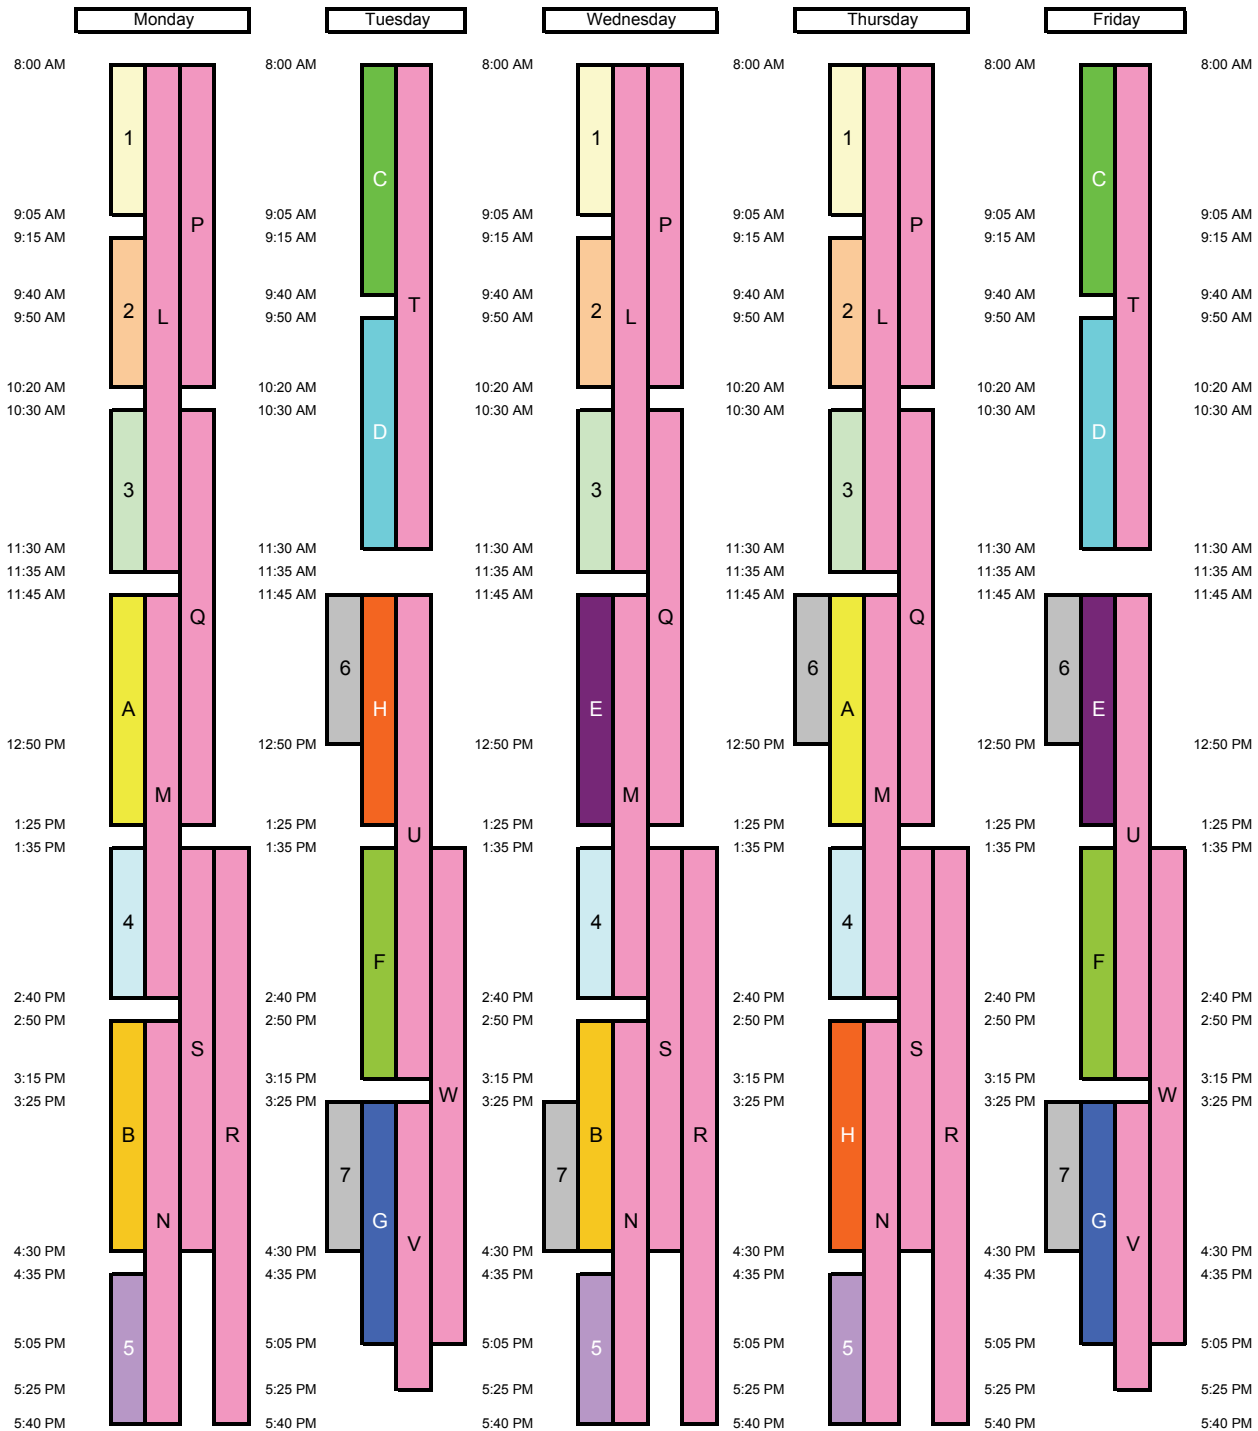 Monday Tuesday Wednesday Thursday Friday
8:00 AM 8:00 AM 8:00 AM 8:00 AM 8:00 AM 8:00 AM
1 1 1
C C
9:05 AM 9:05 AM 9:05 AM 9:05 AM 9:05 AM 9:05 AM
P P P
9:15 AM 9:15 AM 9:15 AM 9:15 AM 9:15 AM 9:15 AM
9:40 AM 9:40 AM 9:40 AM 9:40 AM 9:40 AM
T T
2 L 2 L 2 L
9:50 AM 9:50 AM 9:50 AM 9:50 AM 9:50 AM
10:20 AM 10:20 AM 10:20 AM 10:20 AM 10:20 AM 10:20 AM
10:30 AM 10:30 AM 10:30 AM 10:30 AM 10:30 AM 10:30 AM
D D
3 3 3
11:30 AM 11:30 AM 11:30 AM 11:30 AM 11:30 AM 11:30 AM
11:35 AM 11:35 AM 11:35 AM 11:35 AM 11:35 AM 11:35 AM
11:45 AM 11:45 AM 11:45 AM 11:45 AM 11:45 AM 11:45 AM
Q Q Q
6 6 6
A H E A E
12:50 PM 12:50 PM 12:50 PM 12:50 PM 12:50 PM 12:50 PM
M M M
1:25 PM 1:25 PM 1:25 PM 1:25 PM 1:25 PM 1:25 PM
U U
1:35 PM 1:35 PM 1:35 PM 1:35 PM 1:35 PM 1:35 PM
4 4 4
F F
2:40 PM 2:40 PM 2:40 PM 2:40 PM 2:40 PM 2:40 PM
2:50 PM 2:50 PM 2:50 PM 2:50 PM 2:50 PM 2:50 PM
S S S
3:15 PM 3:15 PM 3:15 PM 3:15 PM 3:15 PM 3:15 PM
W W
3:25 PM 3:25 PM 3:25 PM 3:25 PM 3:25 PM 3:25 PM
B R B R H R
7 7 7
N G N N G
V V
4:30 PM 4:30 PM 4:30 PM 4:30 PM 4:30 PM 4:30 PM
4:35 PM 4:35 PM 4:35 PM 4:35 PM 4:35 PM 4:35 PM
5:05 PM 5:05 PM 5:05 PM 5:05 PM 5:05 PM 5:05 PM
5 5 5
5:25 PM 5:25 PM 5:25 PM 5:25 PM 5:25 PM 5:25 PM
5:40 PM 5:40 PM 5:40 PM 5:40 PM 5:40 PM 5:40 PM